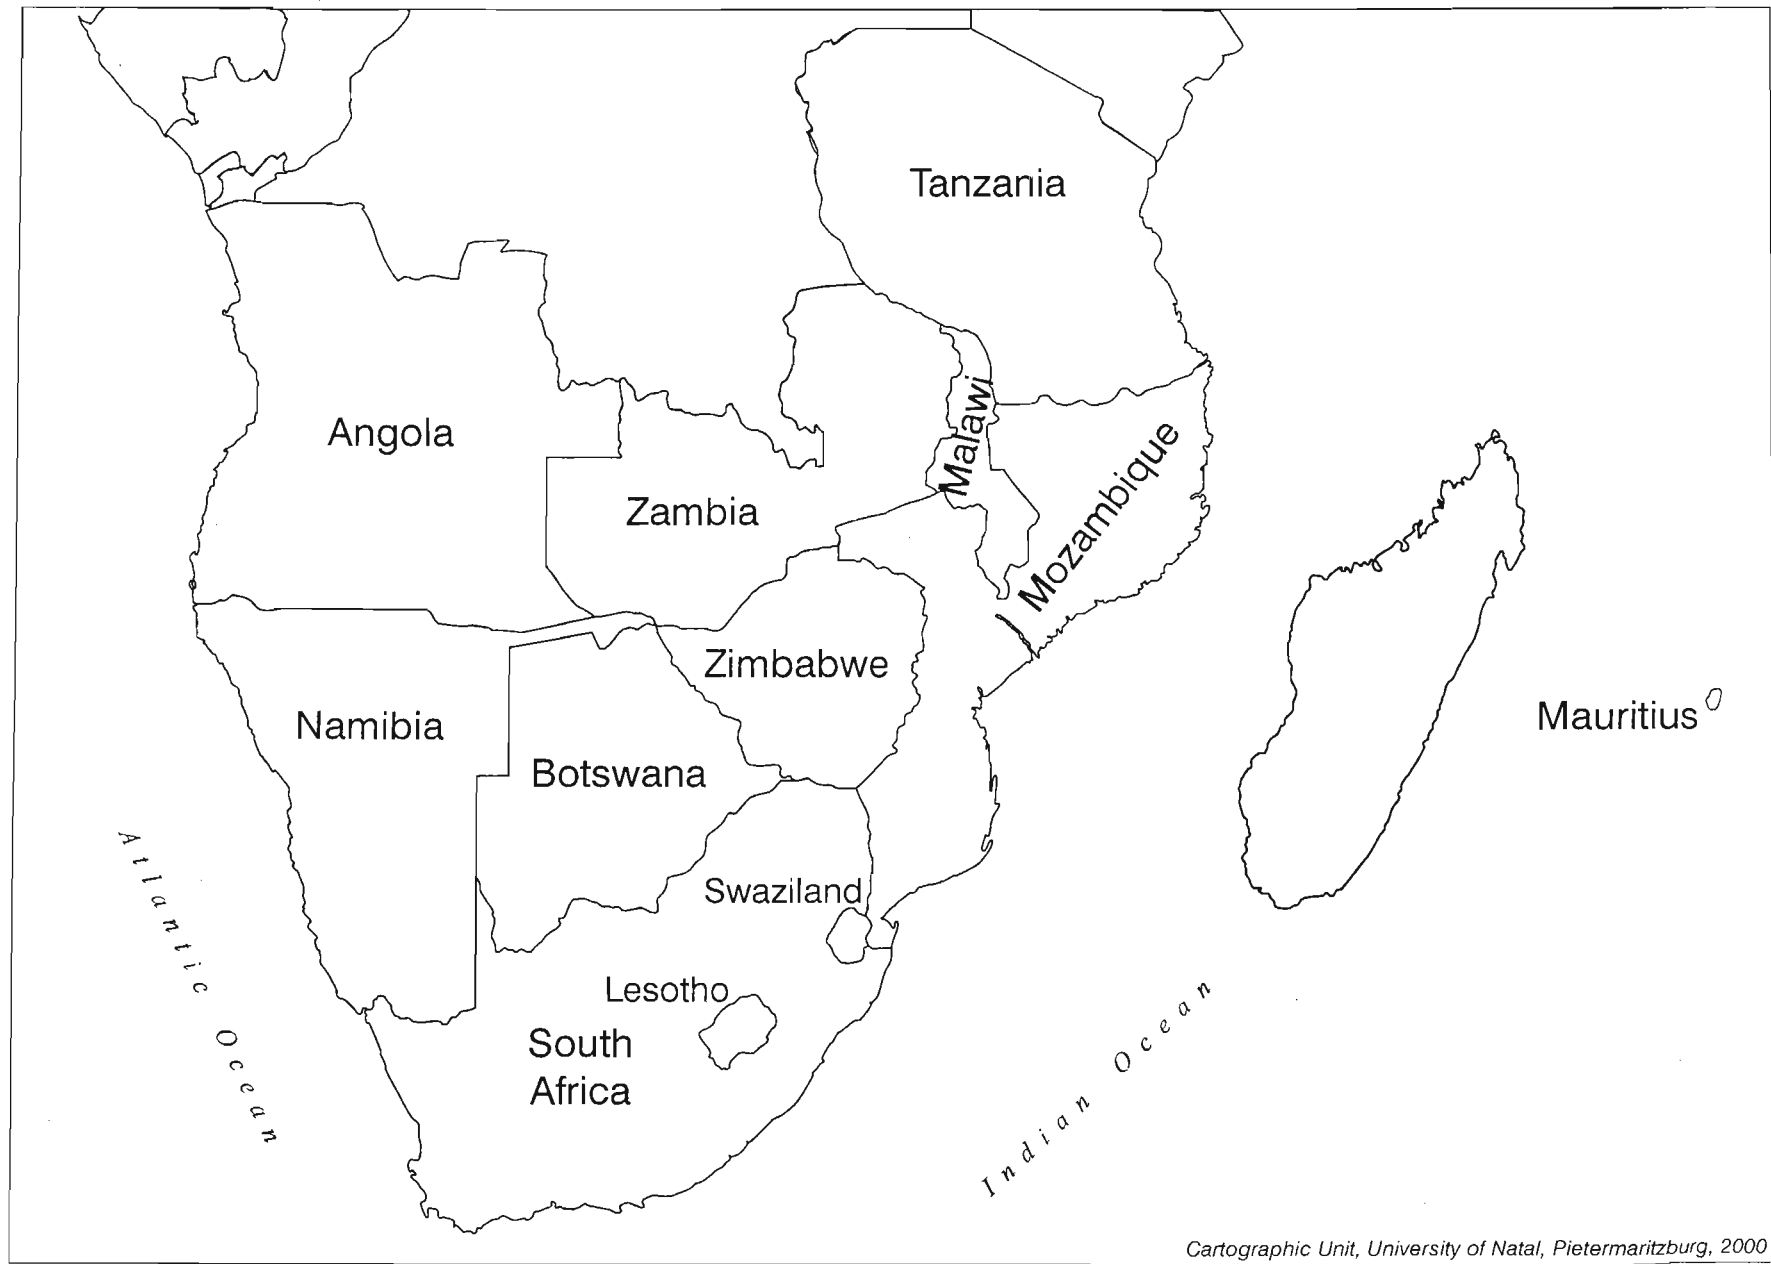 Tanzania
Malawi
Angola
Mozambique
Zambia
Zimbabwe
Namibia
Mauritius
Botswana
Atlantic Ocean
Swaziland
Lesotho
Indian Ocean
South
Africa
Cartographic Unit, University of Natal, Pietermaritzburg, 2000